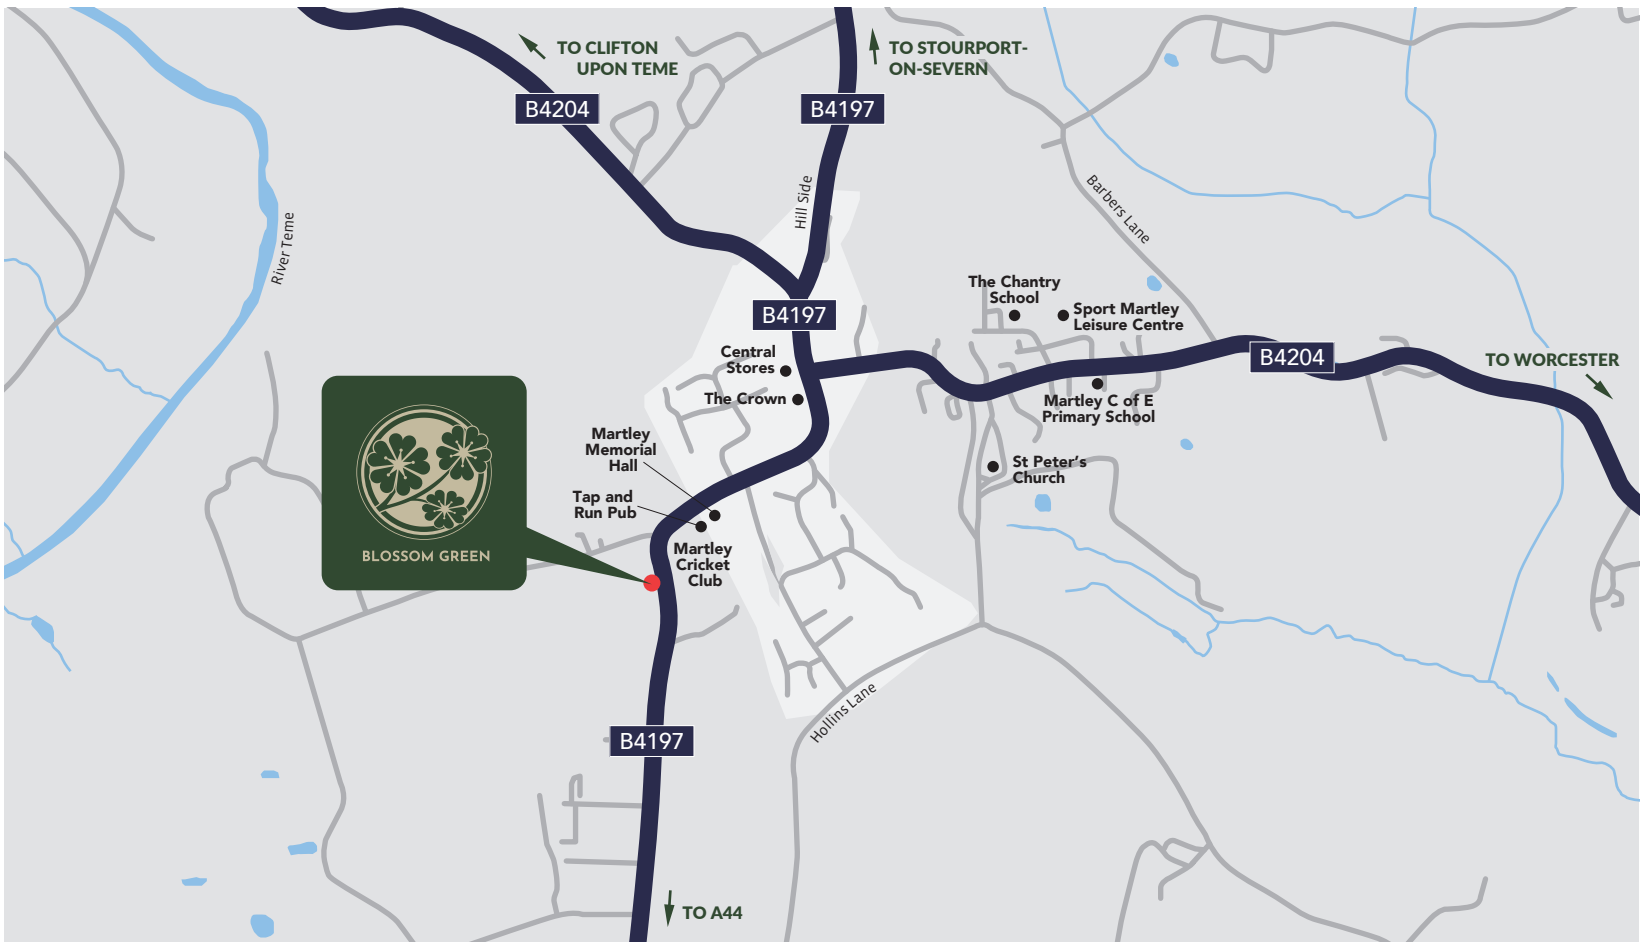 TO CLIFTON
UPON TEME
TO STOURPORT-
ON-SEVERN
B4204
B4197
Hill Side
Barbers Lane
River Teme
The Chantry
School
Sport Martley
Leisure Centre
B4197
Central
Stores
B4204
TO WORCESTER
The Crown
Martley C of E
Primary School
Martley
Memorial
Hall
St Peter's
Church
Tap and
Run Pub
Martley
Cricket
Club
BLOSSOM GREEN
Hollins Lane
B4197
TO A44